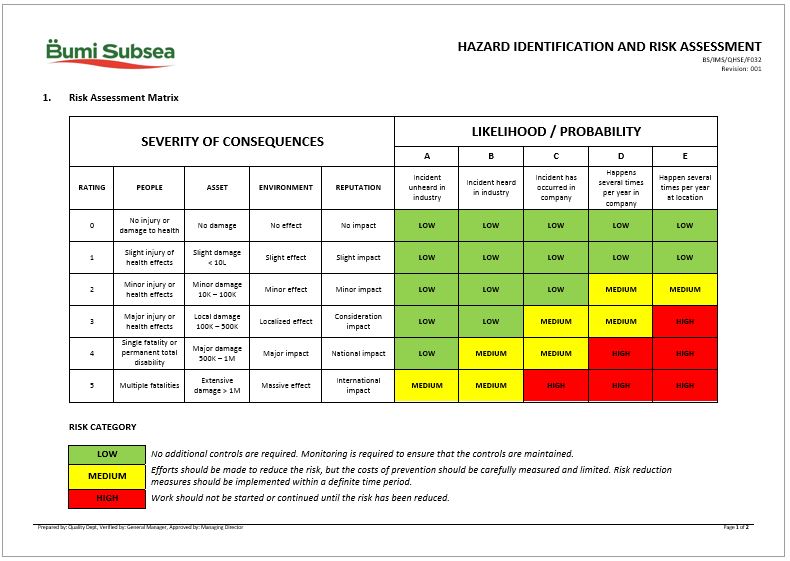 Bumi Subsea
HAZARD IDENTIFICATION AND RISK ASSESSMENT
BS/IMS/QHSE/F032
Revision: 001
1. Risk Assessment Matrix
SEVERITY OF CONSEQUENCES
LIKELIHOOD / PROBABILITY
A B C D E
RATING PEOPLE ASSET ENVIRONMENT REPUTATION
Incident
unheard in
industry
Incident heard
in industry
Incident has
occurred in
company
Happens
several times
per year in
company
Happen several
times per year
at location
0
No injury or
damage to health
No damage
No effect
No impact
LOW LOW LOW LOW LOW
1
Slight injury of
health effects
Slight damage
< 10L
Slight effect
Slight impact
LOW LOW LOW LOW LOW
2
Minor injury or
health effects
Minor damage
10K – 100K
Minor effect
Minor impact
LOW LOW LOW MEDIUM MEDIUM
3
Major injury or
health effects
Local damage
100K – 500K
Localized effect
Consideration
impact
LOW LOW MEDIUM MEDIUM HIGH
4
Single fatality or
permanent total
disability
Major damage
500K – 1M
Major impact
National impact
LOW MEDIUM MEDIUM HIGH HIGH
5
Multiple fatalities
Extensive
damage > 1M
Massive effect
International
impact
MEDIUM MEDIUM HIGH HIGH HIGH
RISK CATEGORY
LOW No additional controls are required. Monitoring is required to ensure that the controls are maintained.
MEDIUM Efforts should be made to reduce the risk, but the costs of prevention should be carefully measured and limited. Risk reduction
measures should be implemented within a definite time period.
HIGH Work should not be started or continued until the risk has been reduced.
Prepared by: Quality Dept, Verified by: General Manager, Approved by: Managing Director
Page 1 of 2